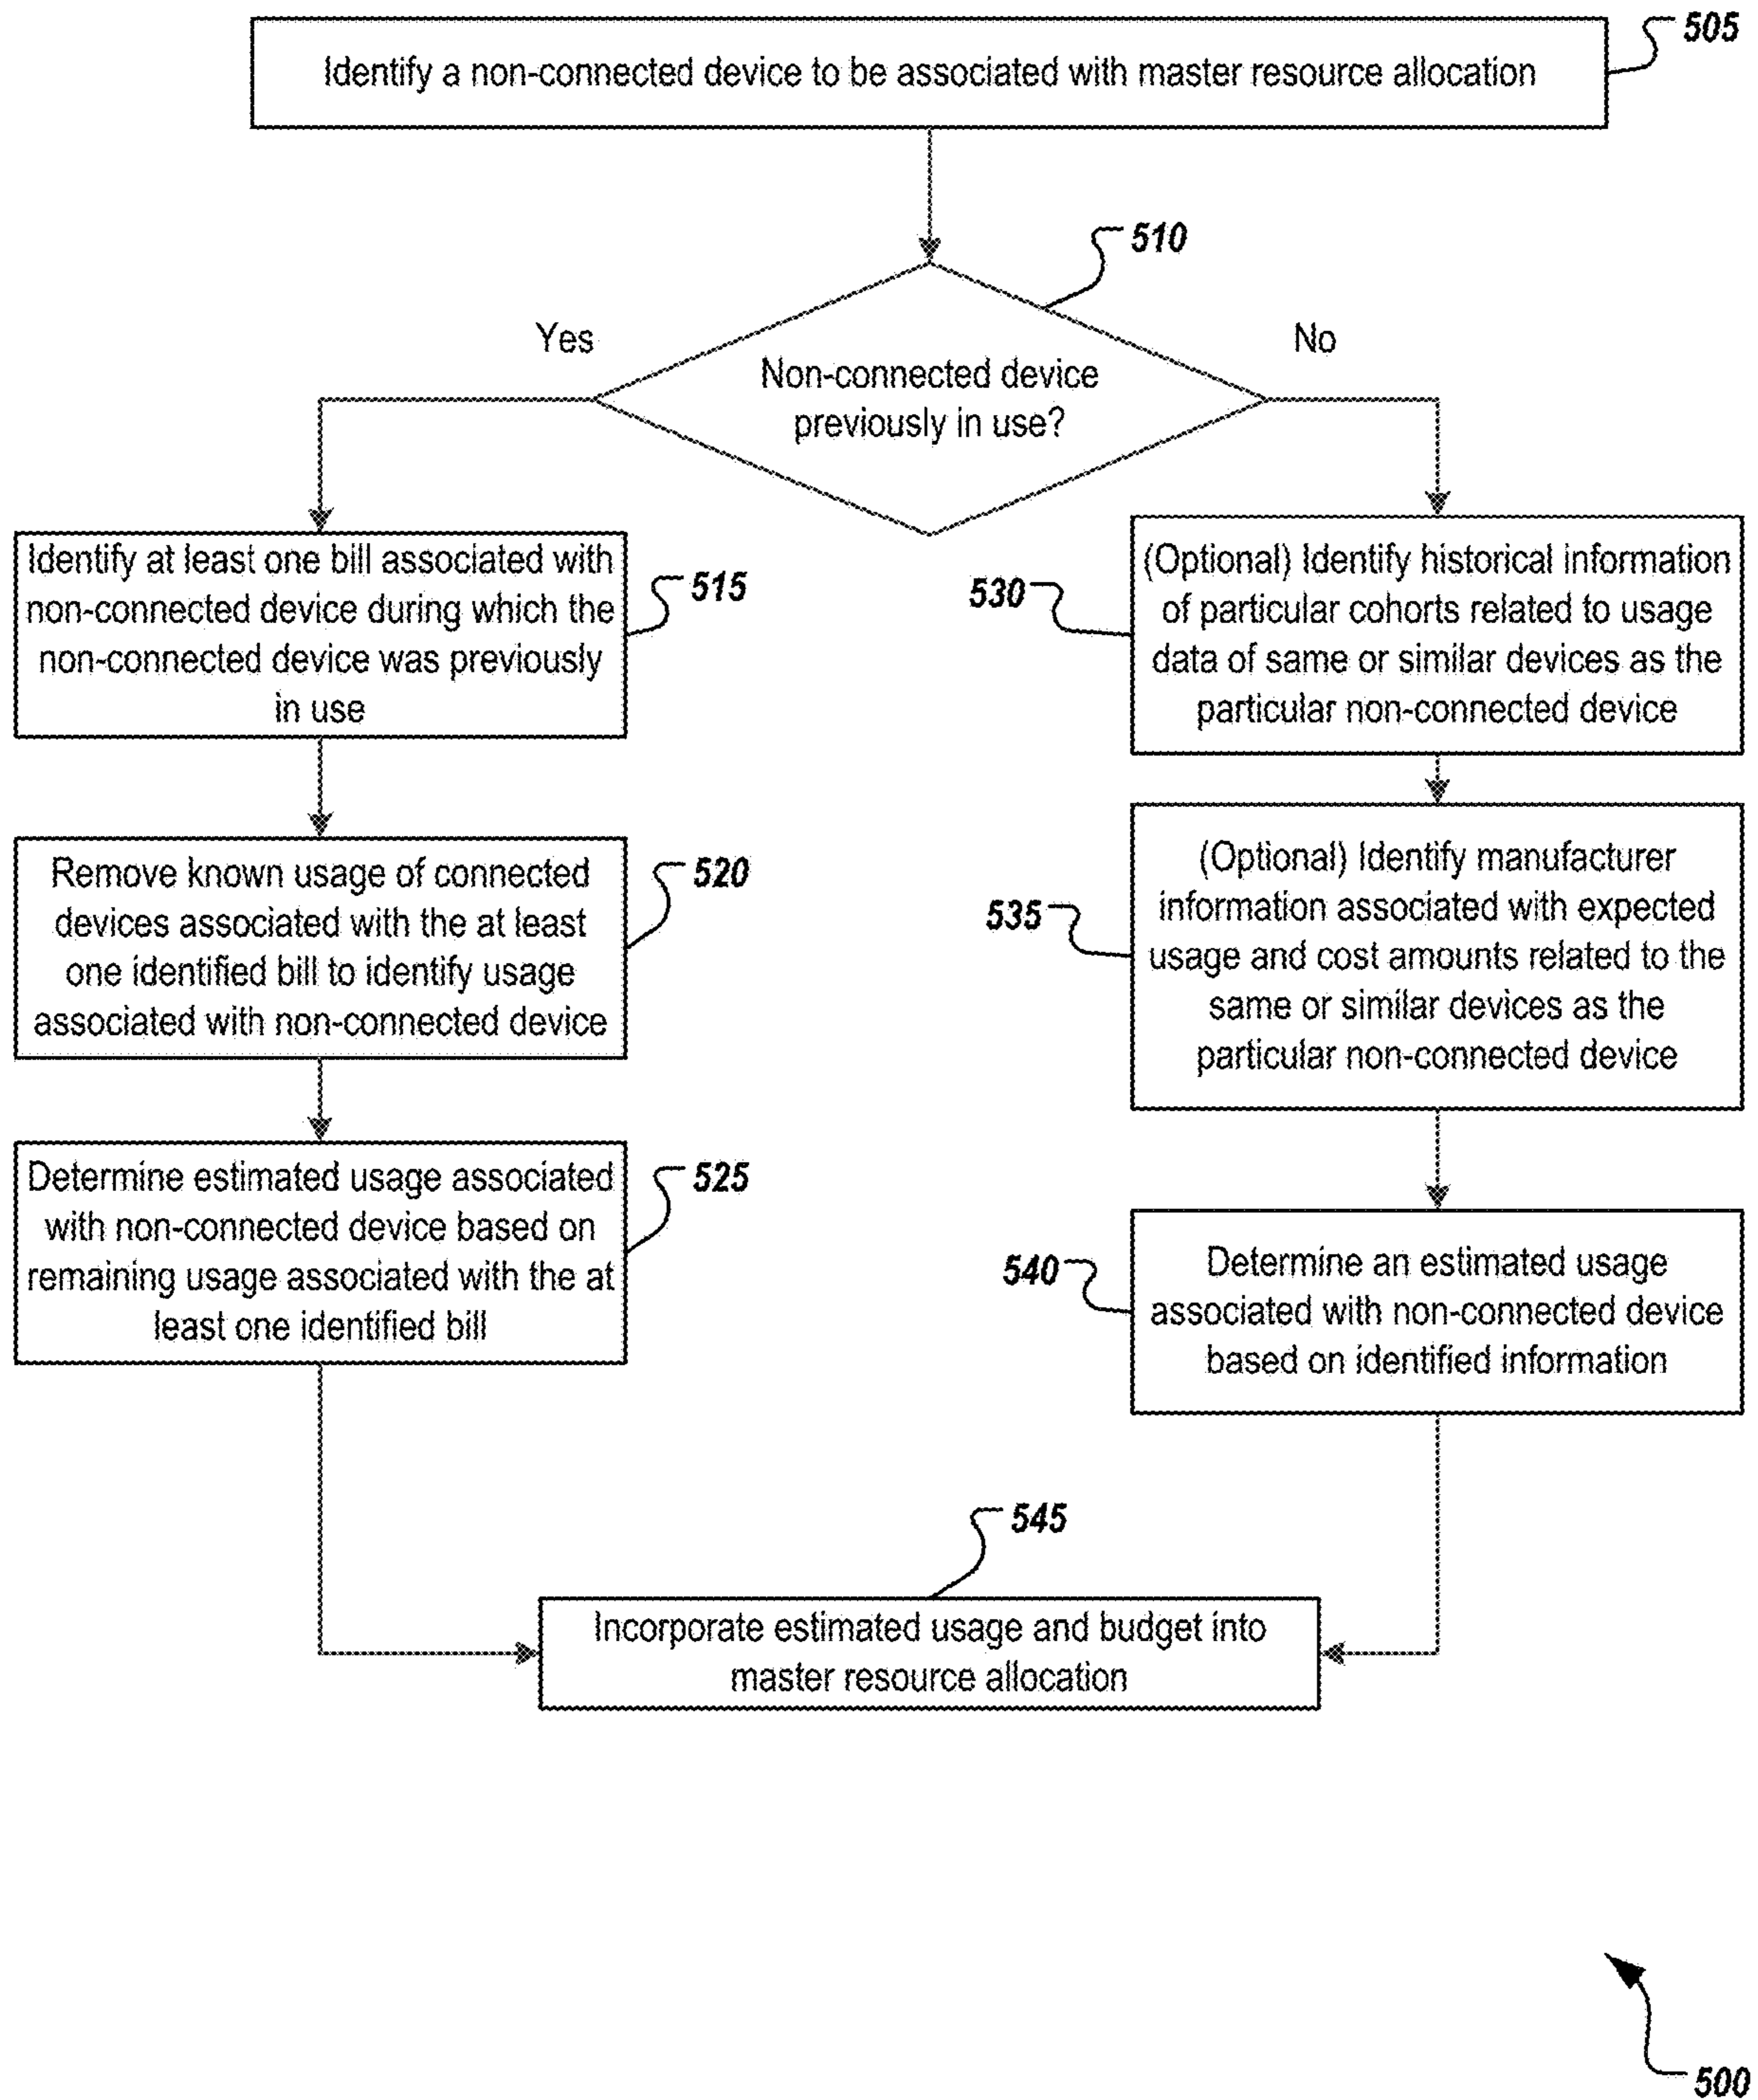 505
Identify a non-connected device to be associated with master resource allocation
510
Yes
No
Non-connected device
previously in use?
Identify at least one bill associated with
non-connected device during which the
non-connected device was previously
in use
515
530
(Optional) Identify historical information
of particular cohorts related to usage
data of same or similar devices as the
particular non-connected device
Remove known usage of connected
devices associated with the at least
one identified bill to identify usage
associated with non-connected device
520
535
(Optional) Identify manufacturer
information associated with expected
usage and cost amounts related to the
same or similar devices as the
particular non-connected device
Determine estimated usage associated
with non-connected device based on
remaining usage associated with the at
least one identified bill
525
540
Determine an estimated usage
associated with non-connected device
based on identified information
545
Incorporate estimated usage and budget into
master resource allocation
500